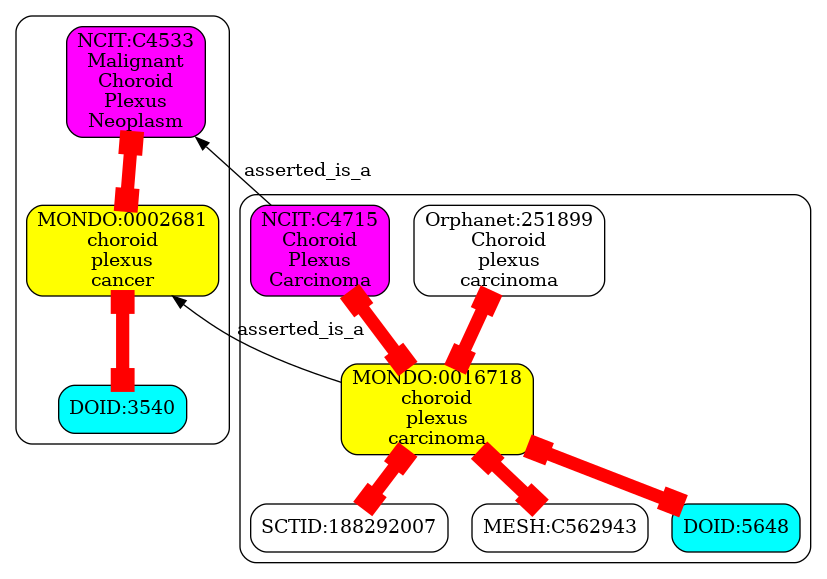 NCIT:C4533
Malignant
Choroid
Plexus
Neoplasm
asserted_is_a
MONDO:0002681
choroid
plexus
cancer
NCIT:C4715
Choroid
Plexus
Carcinoma
Orphanet:251899
Choroid
plexus
carcinoma
asserted_is_a
DOID:3540
MONDO:0016718
choroid
plexus
carcinoma
SCTID:188292007
MESH:C562943
DOID:5648